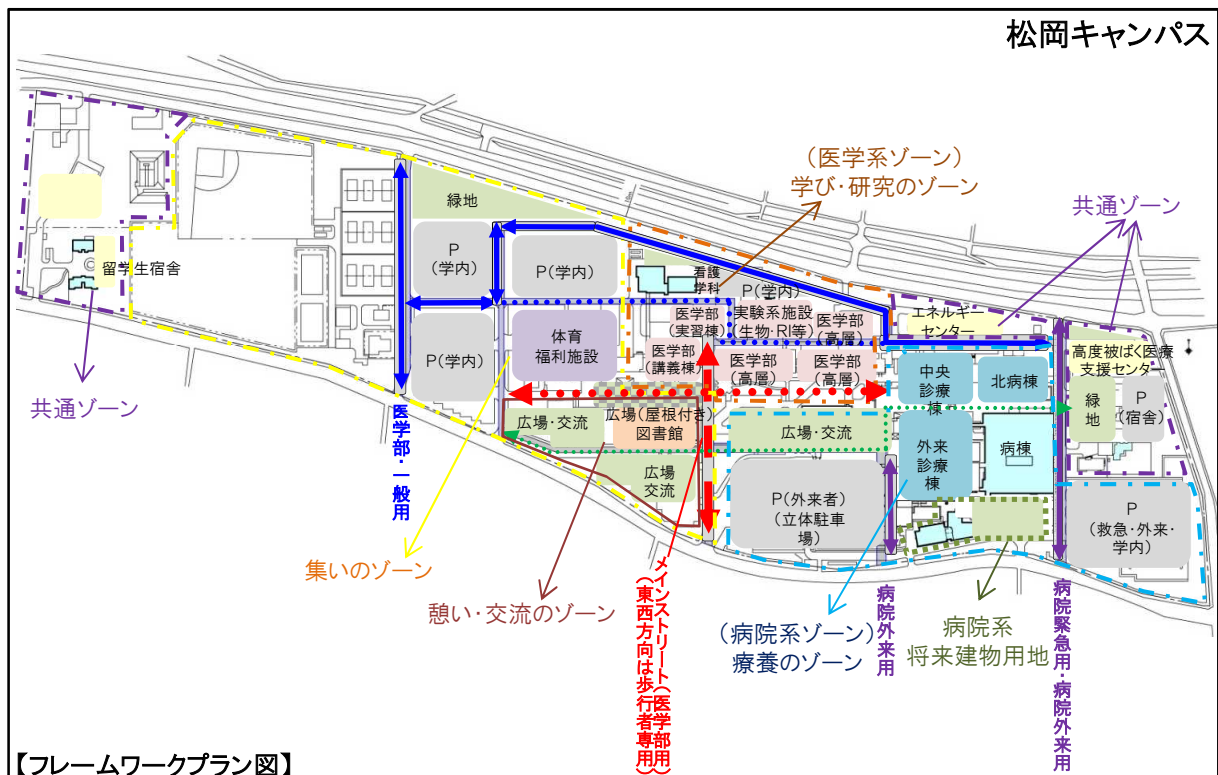 松岡キャンパス
(医学系ゾーン)
学び・研究のゾーン
共通ゾーン
緑地
P
(学内)
P(学内)
看護
学科
P(学内)
留学生宿舎
エネルギー
センター
医学部
(実習棟)
実験系施設
(生物・RI等)
医学部
(高層)
体育
福利施設
P(学内)
医学部
(講義棟)
医学部
(高層)
医学部
(高層)
中央
診療
棟
北病棟
高度被ばく医療
支援センター
緑
地
P
(宿舎)
共通ゾーン
医学部・一般用
広場・交流
広場(屋根付き)
図書館
広場・交流
外来
診療
棟
病棟
広場
交流
P(外来者)
(立体駐車
場)
P
(救急・外来・
学内)
集いのゾーン
憩い・交流のゾーン
メインストリート(医学部用)
(東西方向は歩行者専用)
(病院系ゾーン)
療養のゾーン
病院外来用
病院系
将来建物用地
病院緊急用・病院外来用
【フレームワークプラン図】